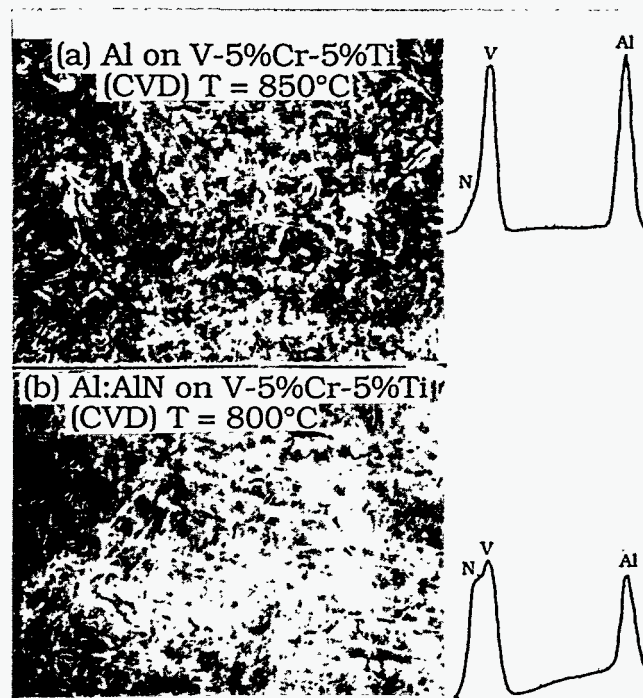 (a) Al on V-5%Cr-5%Ti
(CVD) T = 850°C
V
Al
N
(b) Al:AlN on V-5%Cr-5%Ti
(CVD) T = 800°C
V
N
Al